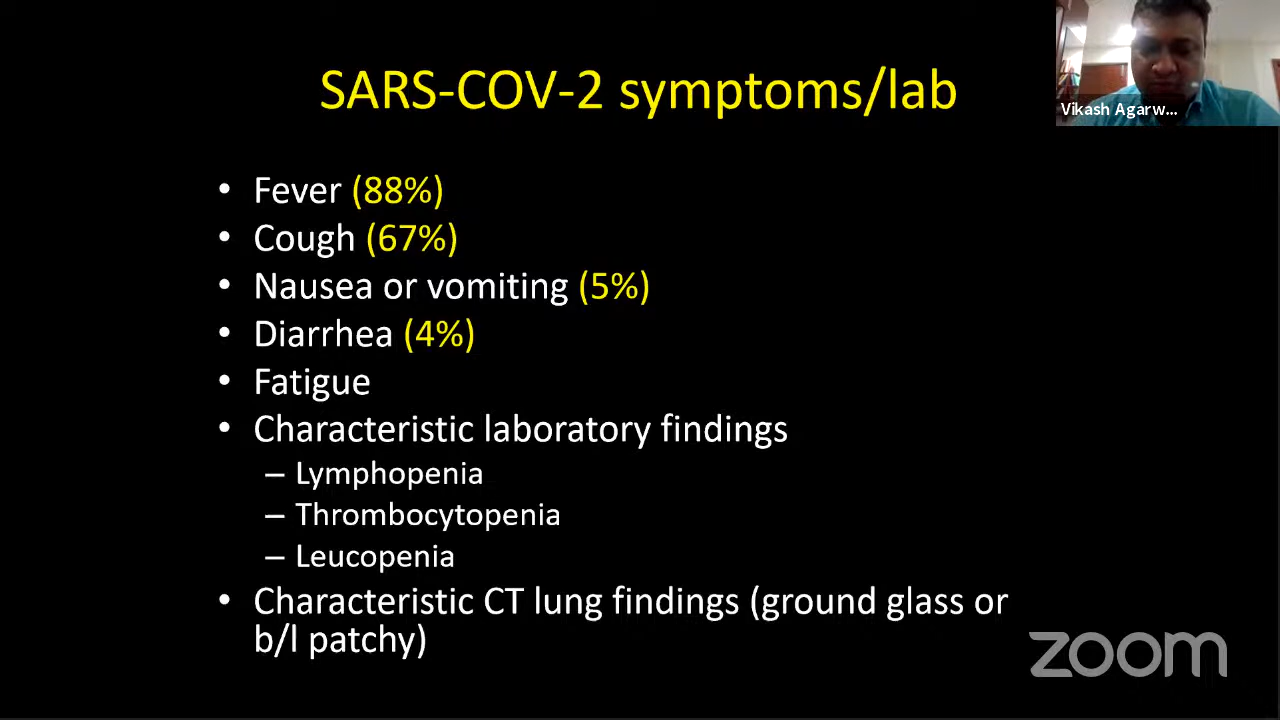 SARS-COV-2 symptoms/lab
Vikash Agarw...
• Fever (88%)
• Cough (67%)
• Nausea or vomiting (5%)
• Diarrhea (4%)
• Fatigue
• Characteristic laboratory findings
– Lymphopenia
– Thrombocytopenia
– Leucopenia
• Characteristic CT lung findings (ground glass or
b/l patchy)
zoom